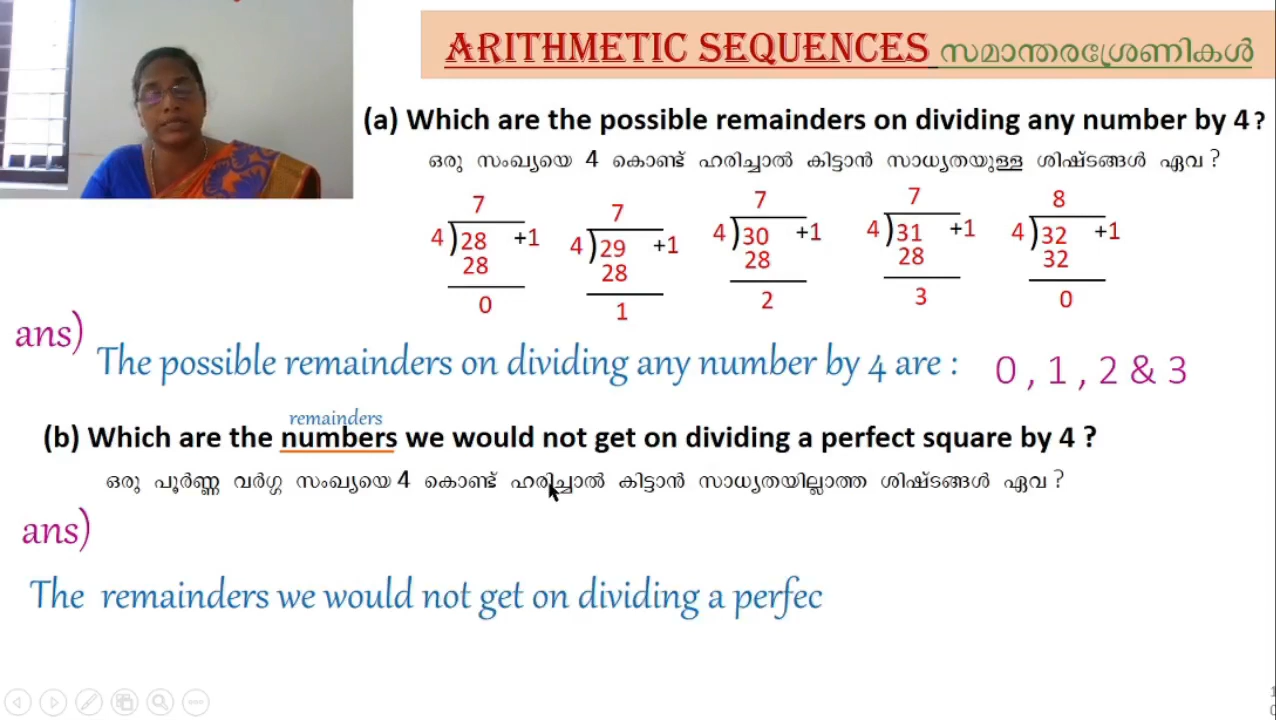 ARITHMETIC SEQUENCES സമാന്തരശ്രേണികൾ
(a) Which are the possible remainders on dividing any number by 4 ?
ഒരു സംഖ്യയെ 4 കൊണ്ട് ഹരിച്ചാൽ കിട്ടാൻ സാധ്യതയുള്ള ശിഷ്ടങ്ങൾ ഏവ ?
7 7 7 7 8
4 28 +1 4 29 +1 4 30 +1 4 31 +1 4 32 +1
28 28 28 28 32
0 1 2 3 0
ans)
The possible remainders on dividing any number by 4 are : 0 , 1 , 2 & 3
remainders
(b) Which are the numbers we would not get on dividing a perfect square by 4 ?
ഒരു പൂർണ്ണ വർഗ്ഗ സംഖ്യയെ 4 കൊണ്ട് ഹരിച്ചാൽ കിട്ടാൻ സാധ്യതയില്ലാത്ത ശിഷ്ടങ്ങൾ ഏവ ?
ans)
The remainders we would not get on dividing a perfec